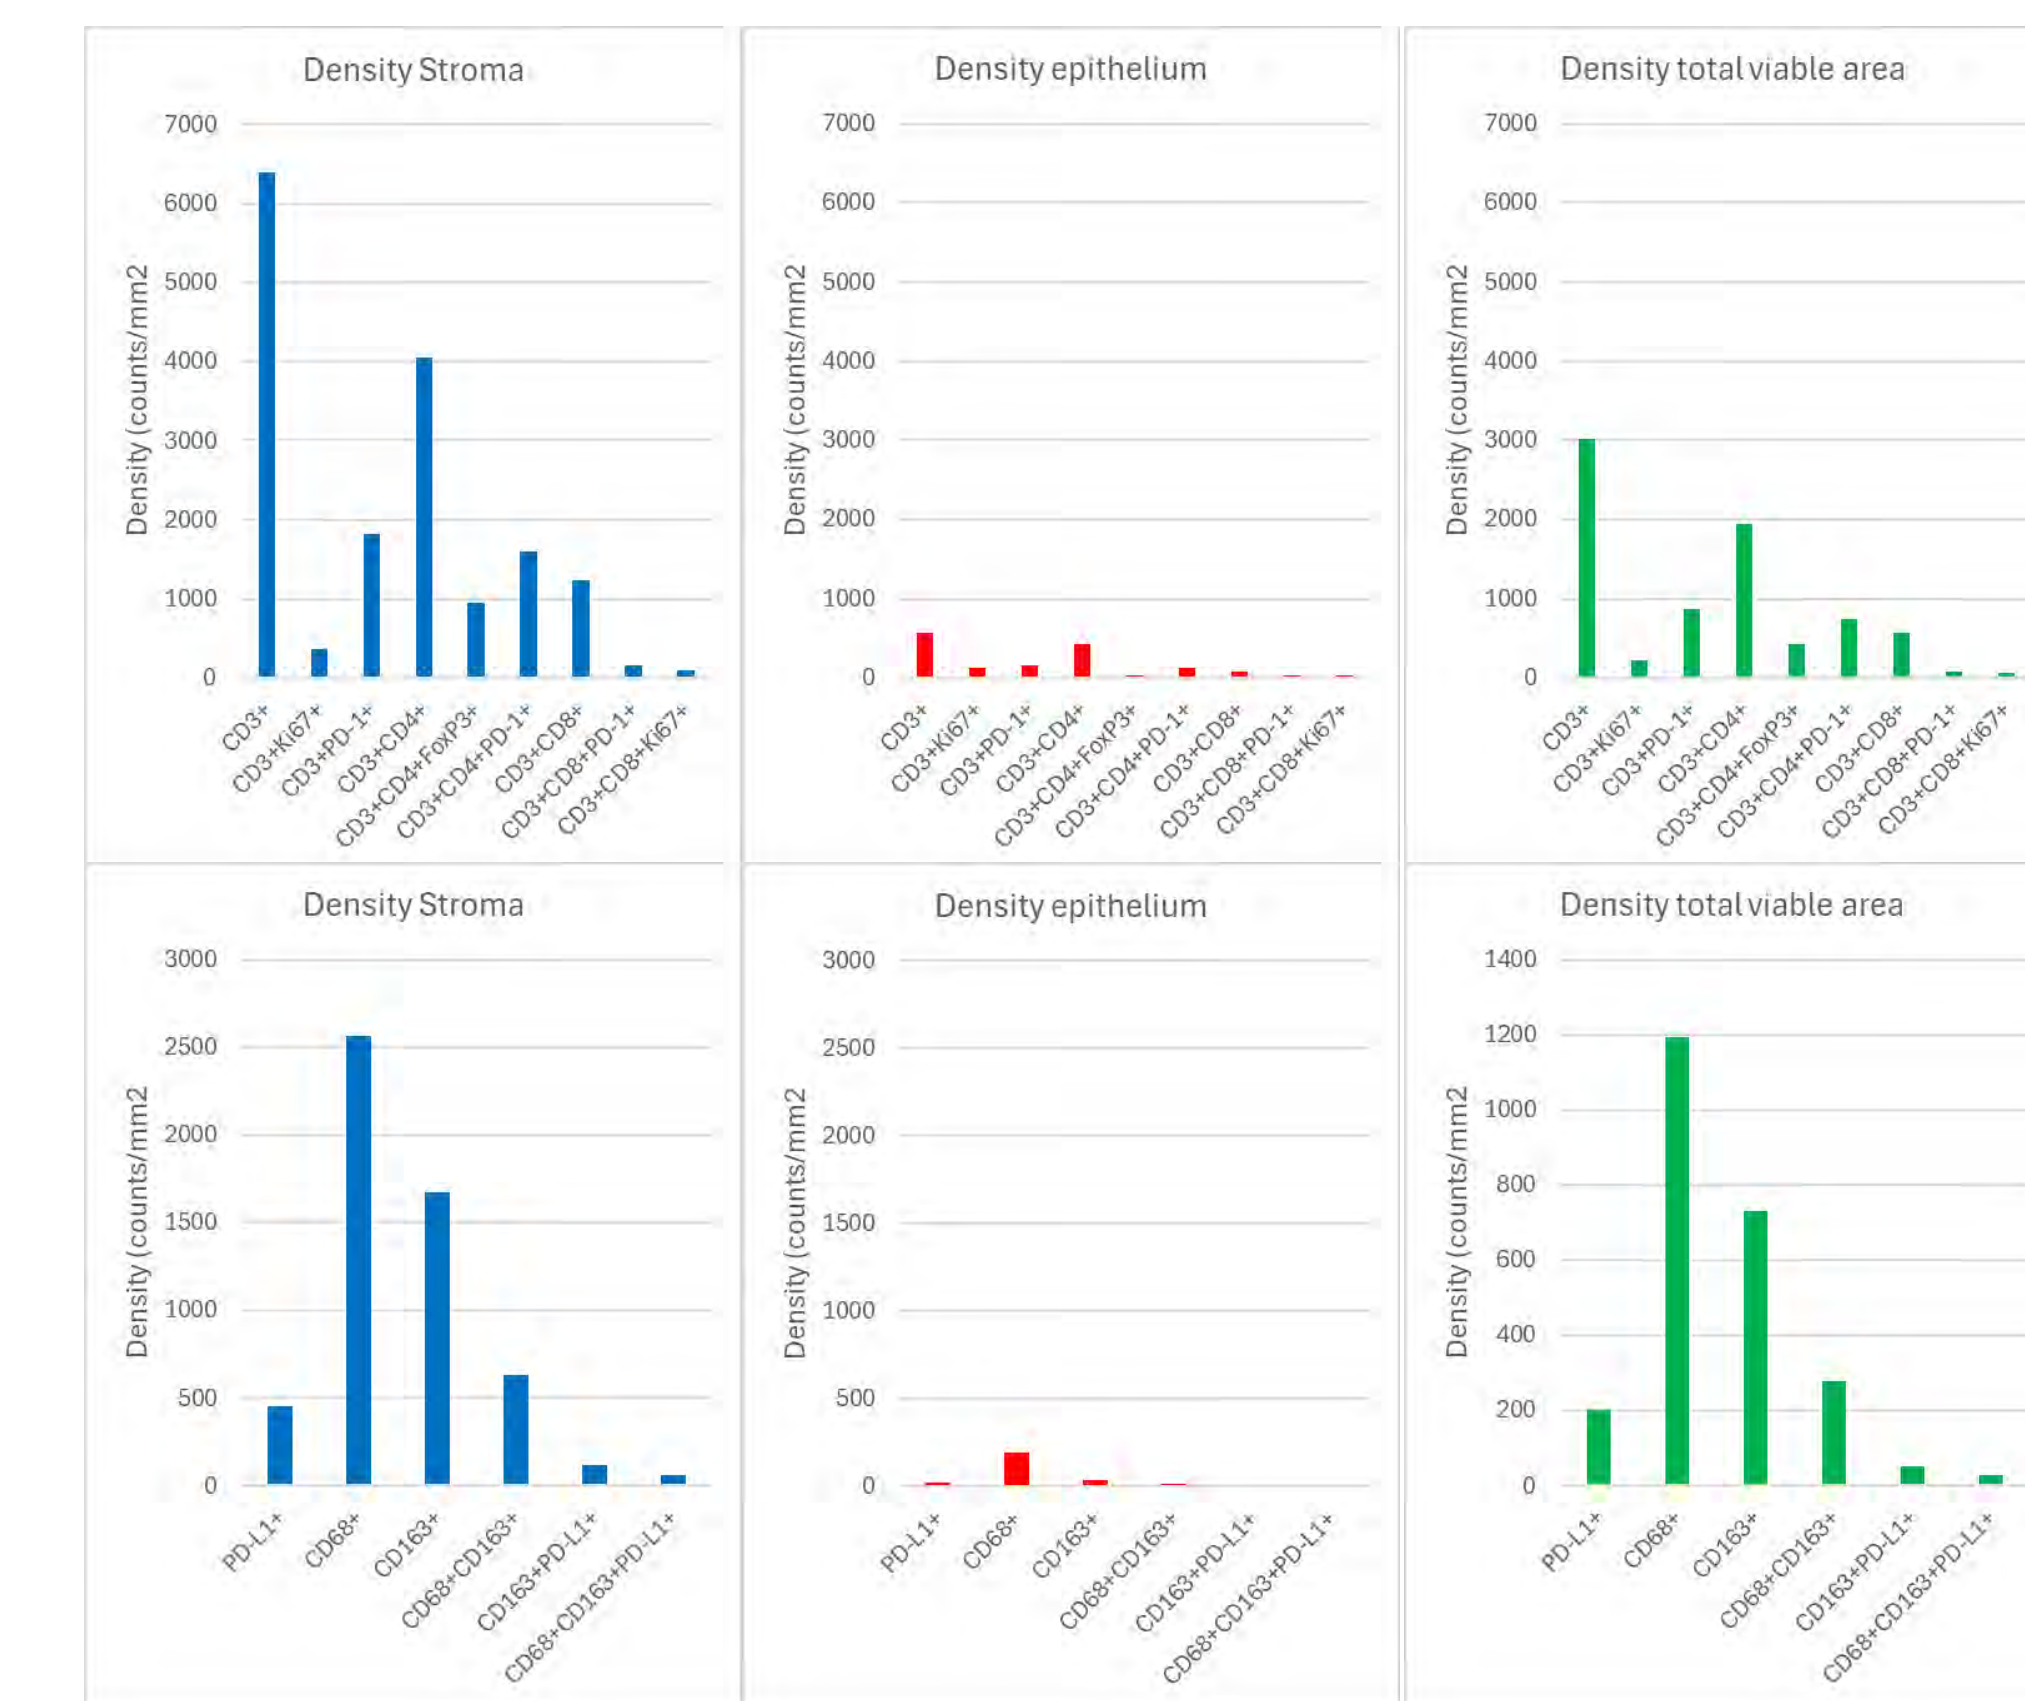 Density Stroma
7000
6000
5000
4000
3000
2000
1000
0
Density (counts/mm2
CD3+
CD3+Ki67+
CD3+PD-1+
CD3+CD4+
CD3+CD4+FoxP3+
CD3+CD4+PD-1+
CD3+CD8+
CD3+CD8+PD-1+
CD3+CD8+Ki67+
Density epithelium
7000
6000
5000
4000
3000
2000
1000
0
Density (counts/mm2
CD3+
CD3+Ki67+
CD3+PD-1+
CD3+CD4+
CD3+CD4+FoxP3+
CD3+CD4+PD-1+
CD3+CD8+
CD3+CD8+PD-1+
CD3+CD8+Ki67+
Density total viable area
7000
6000
5000
4000
3000
2000
1000
0
Density (counts/mm2
CD3+
CD3+Ki67+
CD3+PD-1+
CD3+CD4+
CD3+CD4+FoxP3+
CD3+CD4+PD-1+
CD3+CD8+
CD3+CD8+PD-1+
CD3+CD8+Ki67+
Density Stroma
3000
2500
2000
1500
1000
500
0
Density (counts/mm2
PD-L1+
CD68+
CD163+
CD68+CD163+
CD163+PD-L1+
CD68+CD163+PD-L1+
Density epithelium
3000
2500
2000
1500
1000
500
0
Density (counts/mm2
PD-L1+
CD68+
CD163+
CD68+CD163+
CD163+PD-L1+
CD68+CD163+PD-L1+
Density total viable area
1400
1200
1000
800
600
400
200
0
Density (counts/mm2
PD-L1+
CD68+
CD163+
CD68+CD163+
CD163+PD-L1+
CD68+CD163+PD-L1+